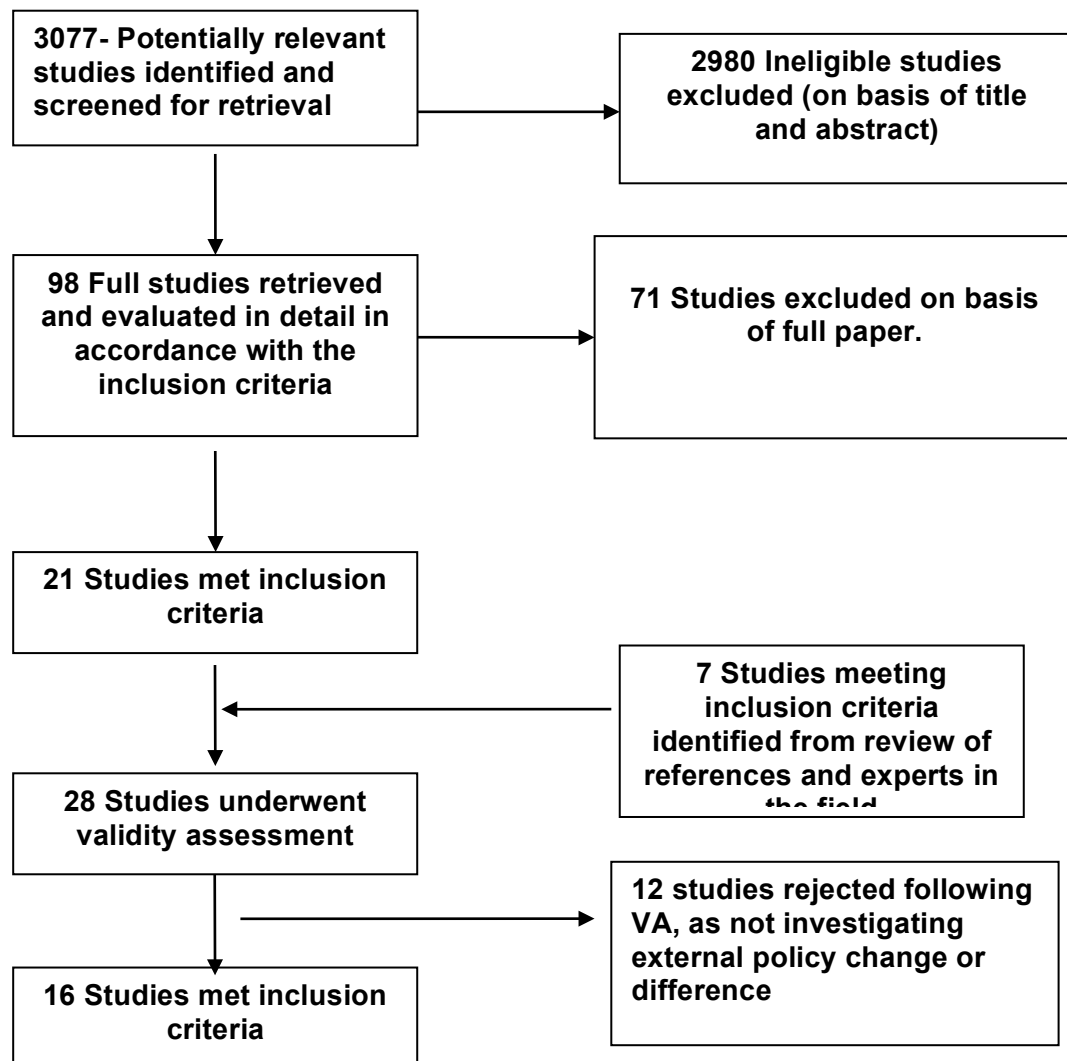 3077- Potentially relevant
studies identified and
screened for retrieval
2980 Ineligible studies
excluded (on basis of title
and abstract)
98 Full studies retrieved
and evaluated in detail in
accordance with the
inclusion criteria
71 Studies excluded on basis
of full paper.
21 Studies met inclusion
criteria
7 Studies meeting
inclusion criteria
identified from review of
references and experts in
the field
28 Studies underwent
validity assessment
12 studies rejected following
VA, as not investigating
external policy change or
difference
16 Studies met inclusion
criteria